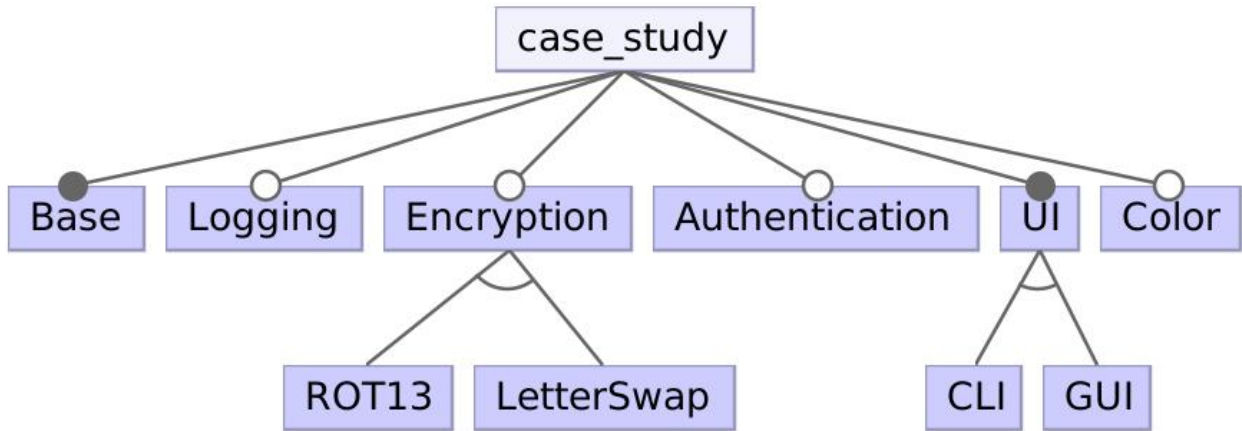 case_study
Base
Logging
Encryption
Authentication
UI
Color
ROT13
LetterSwap
CLI
GUI